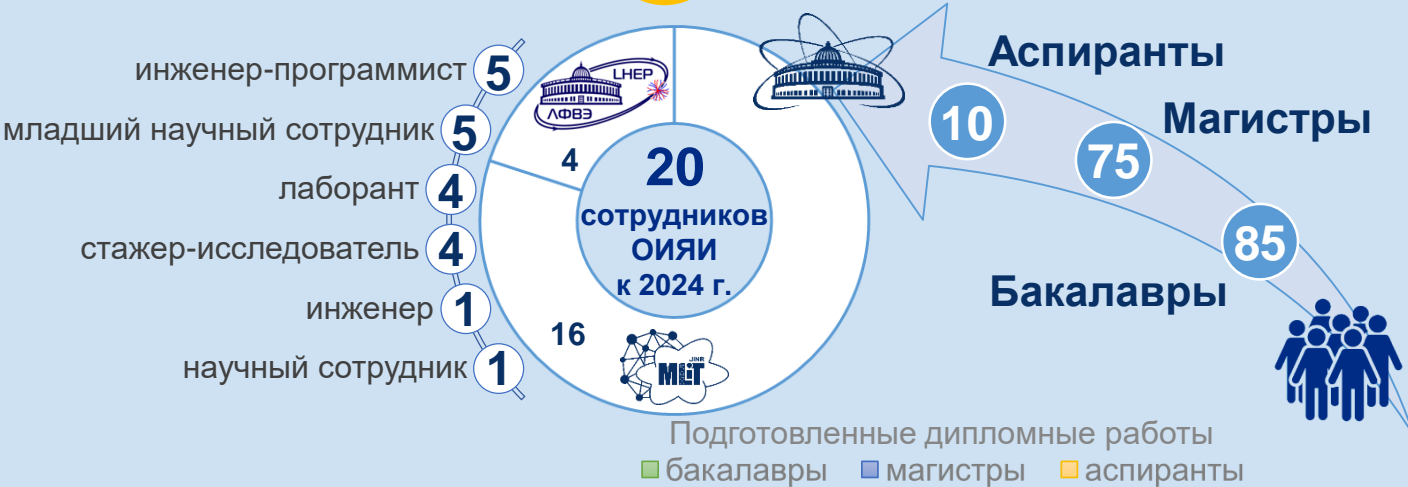 инженер-программист 5
младший научный сотрудник 5
лаборант 4
стажер-исследователь 4
инженер 1
научный сотрудник 1
LHEP
ЛФВЭ
4
20
сотрудников
ОИЯИ
к 2024 г.
16
JINR
MLIT
Аспиранты
10
Магистры
75
85
Бакалавры
Подготовленные дипломные работы
бакалавры магистры аспиранты